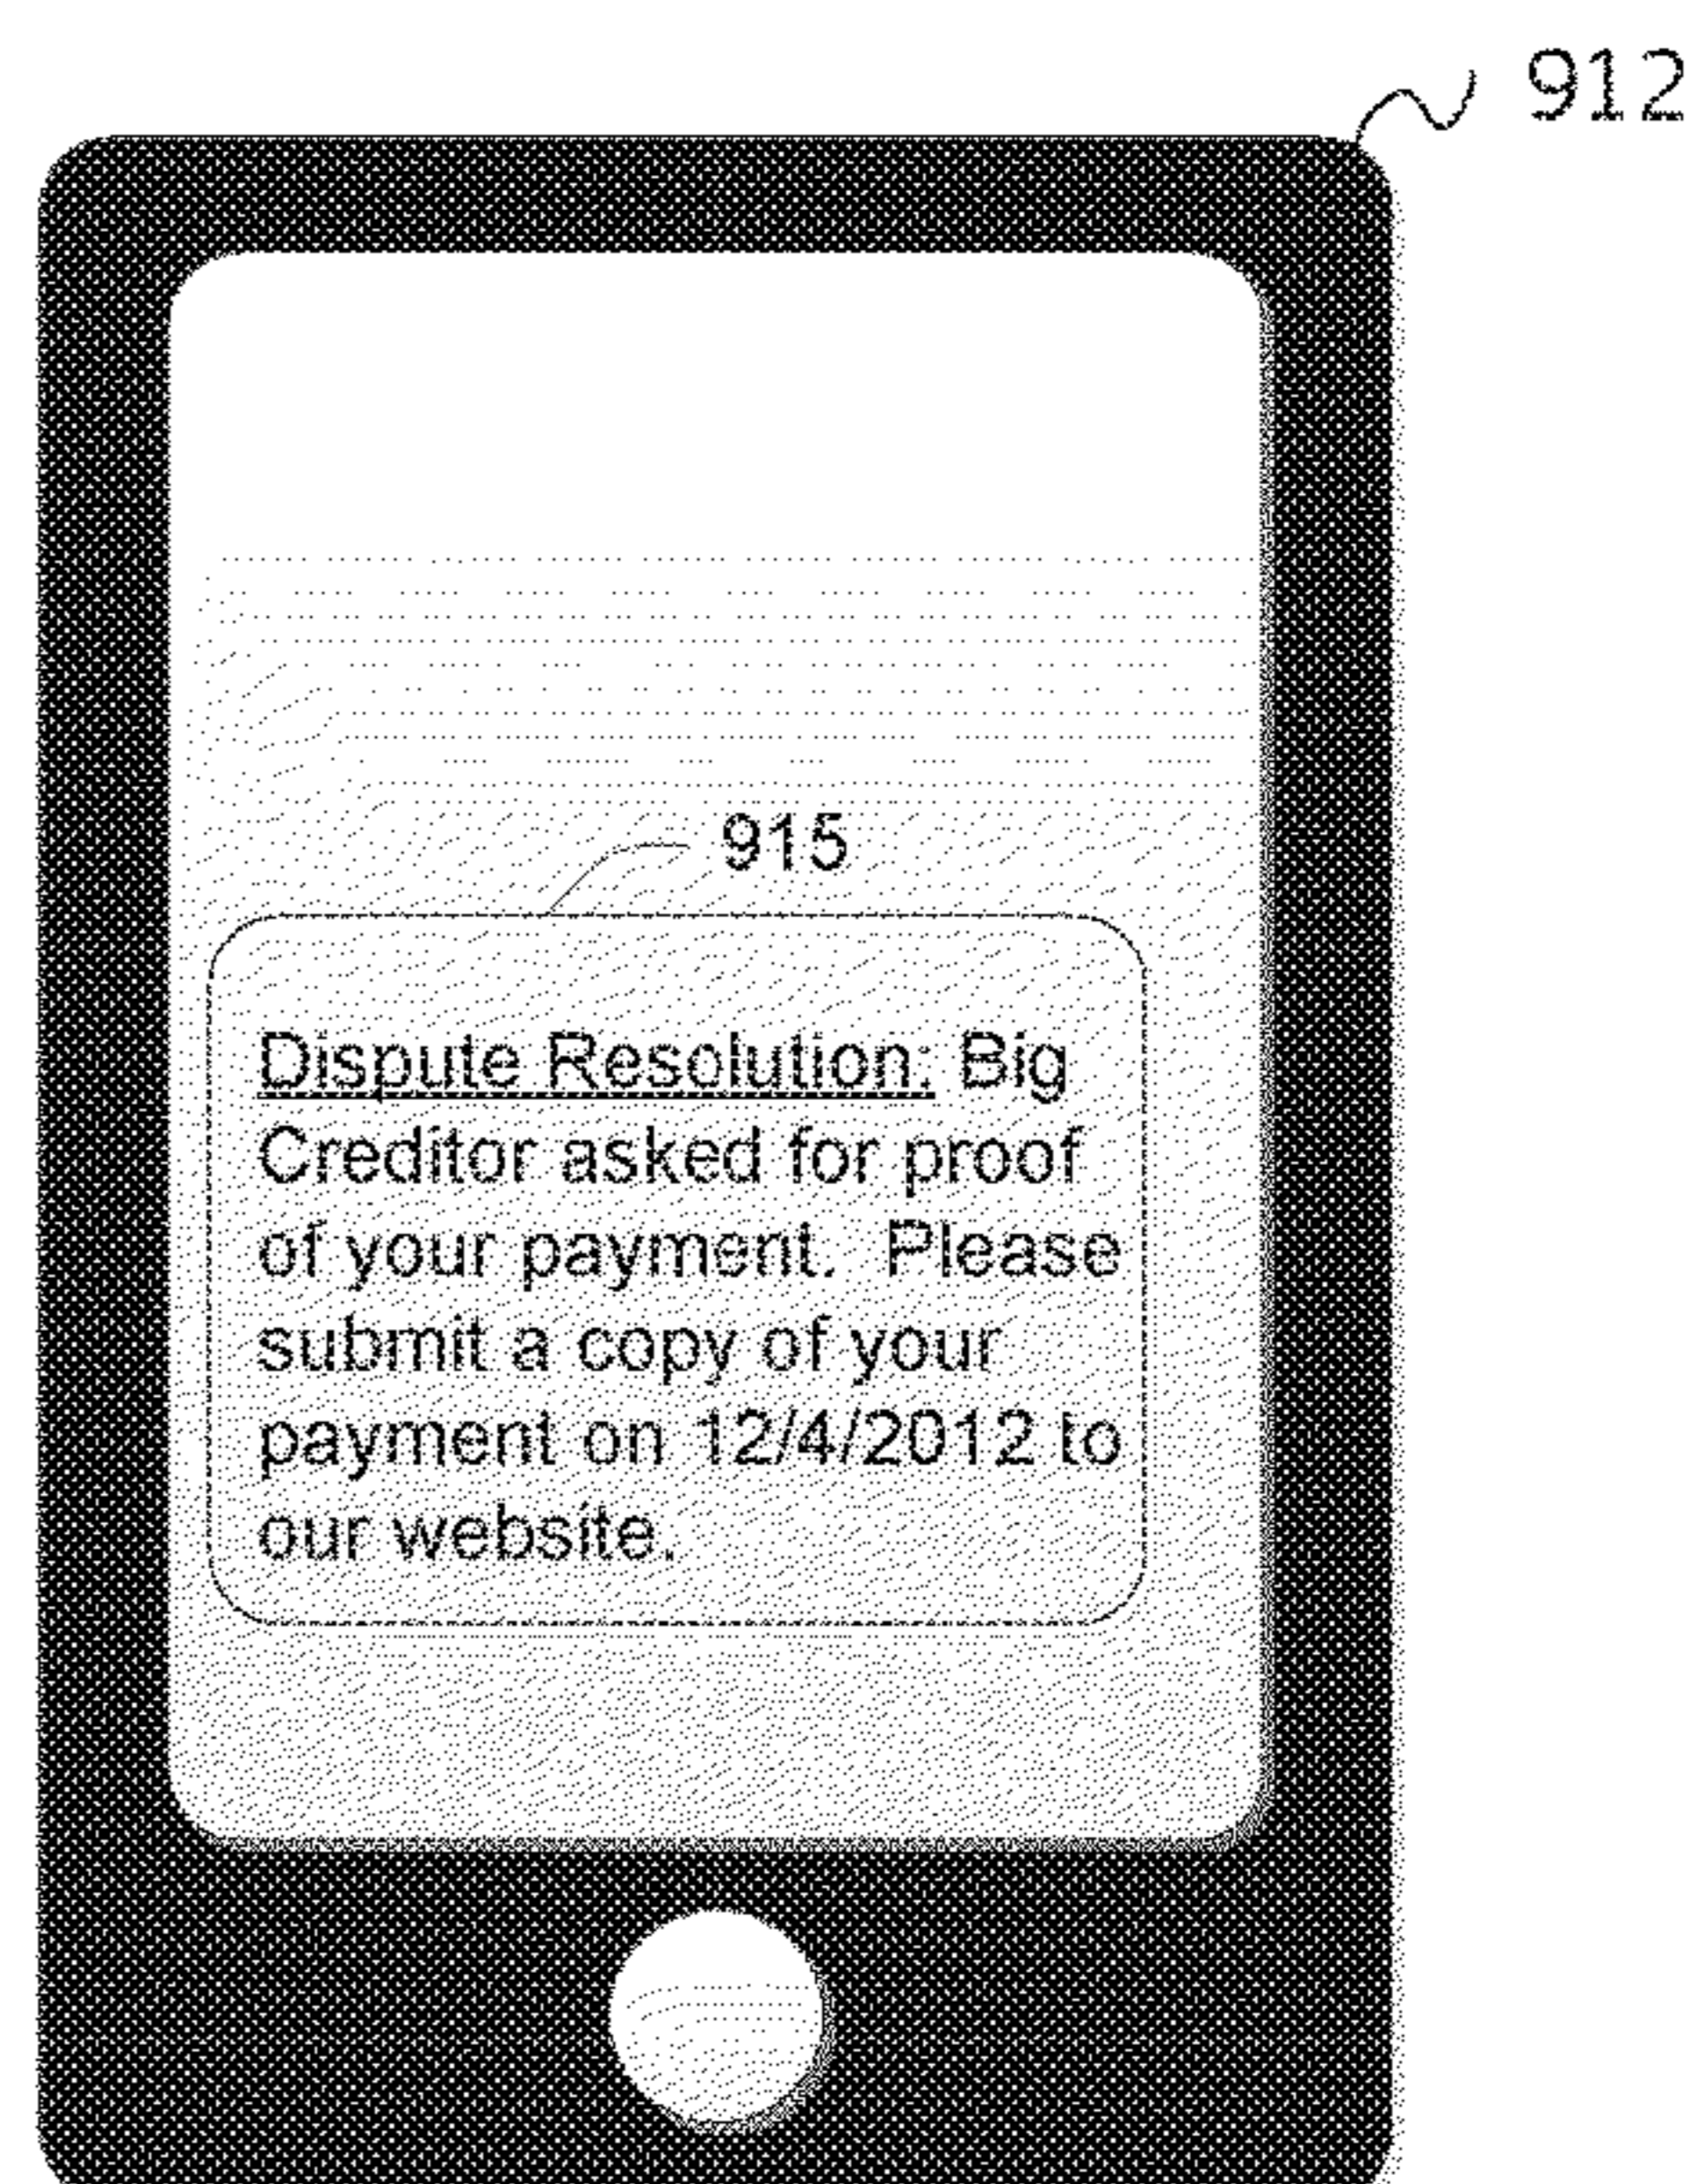 912
915
Dispute Resolution: Big
Creditor asked for proof
of your payment.  Please
submit a copy of your
payment on 12/4/2012 to
our website.